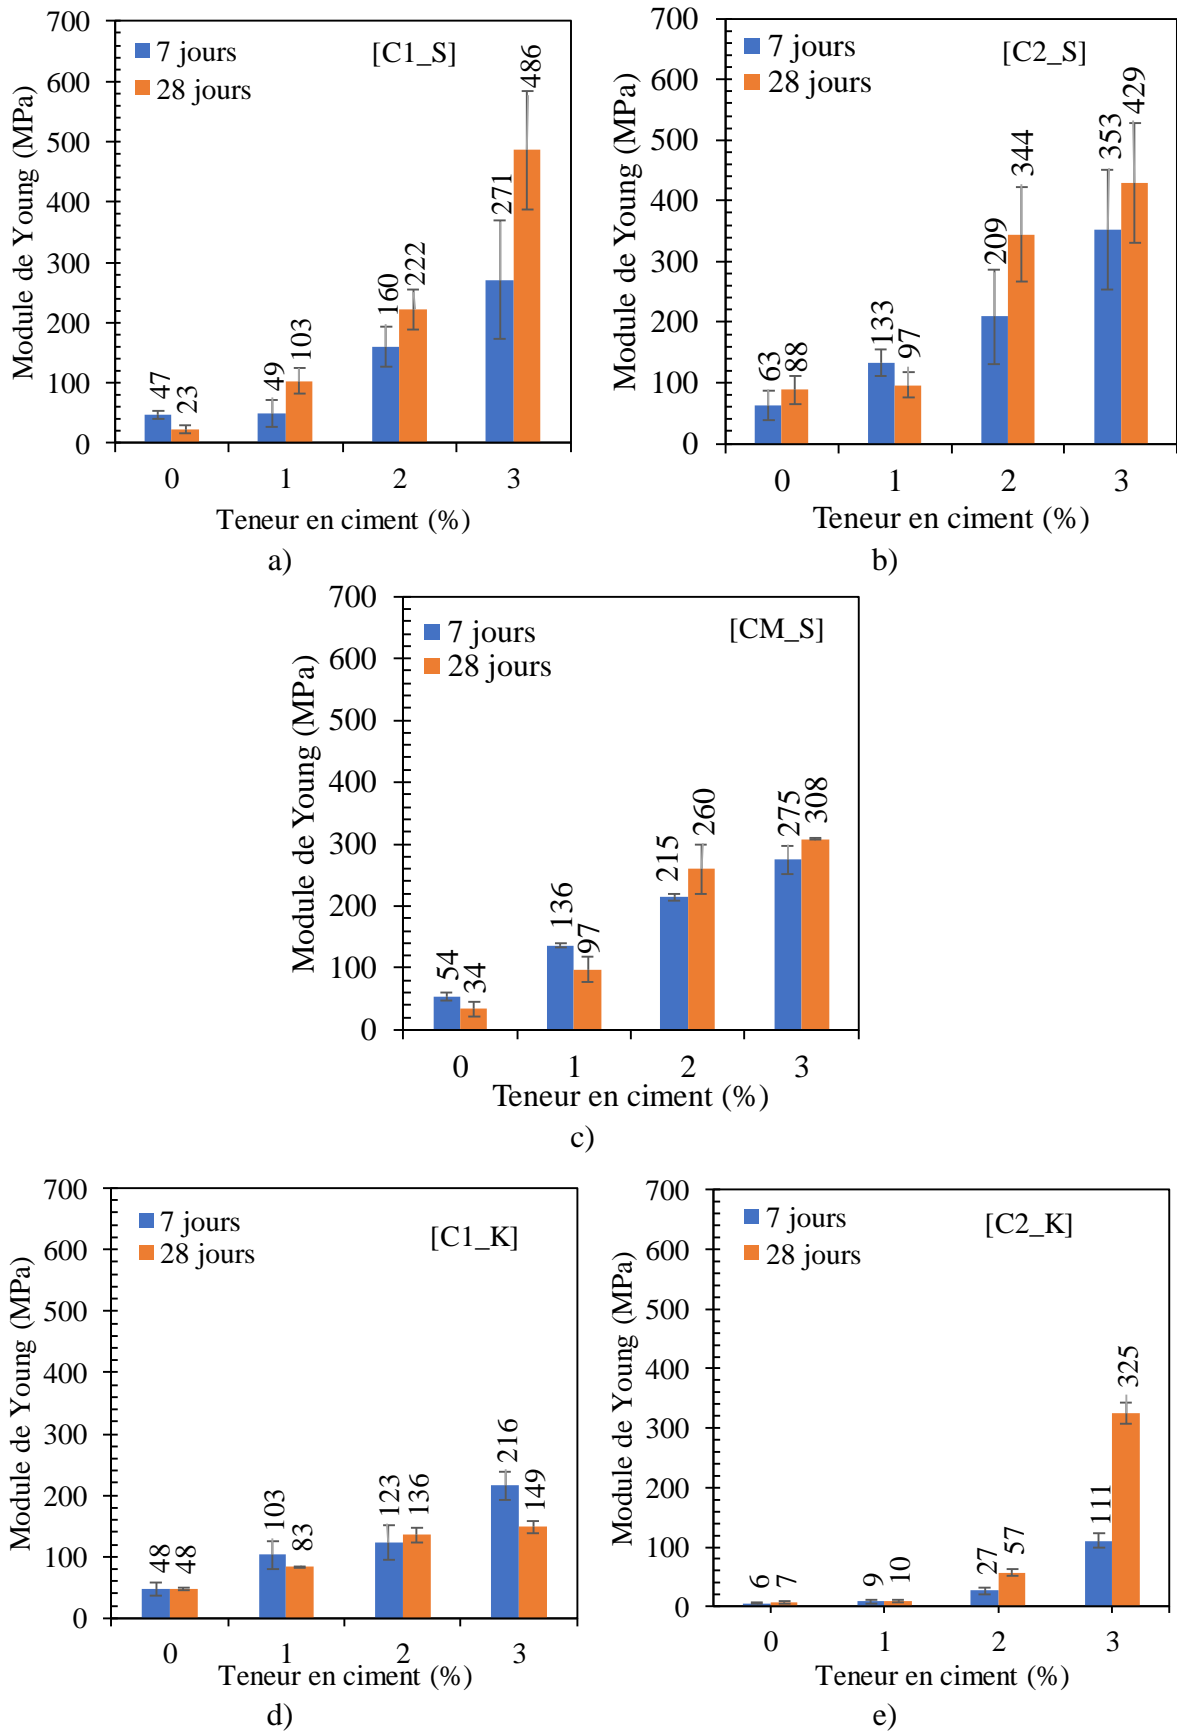 700
600
500
400
300
200
100
0
Module de Young (MPa)
7 jours
28 jours
[C1_S]
47
23
49
103
160
222
271
486
0 1 2 3
Teneur en ciment (%)
a)
700
600
500
400
300
200
100
0
Module de Young (MPa)
7 jours
28 jours
[C2_S]
63
88
133
97
209
344
353
429
0 1 2 3
Teneur en ciment (%)
b)
700
600
500
400
300
200
100
0
Module de Young (MPa)
7 jours
28 jours
[CM_S]
54
34
136
97
215
260
275
308
0 1 2 3
Teneur en ciment (%)
c)
700
600
500
400
300
200
100
0
Module de Young (MPa)
7 jours
28 jours
[C1_K]
48
48
103
83
123
136
216
149
0 1 2 3
Teneur en ciment (%)
d)
700
600
500
400
300
200
100
0
Module de Young (MPa)
7 jours
28 jours
[C2_K]
6
7
9
10
27
57
111
325
0 1 2 3
Teneur en ciment (%)
e)